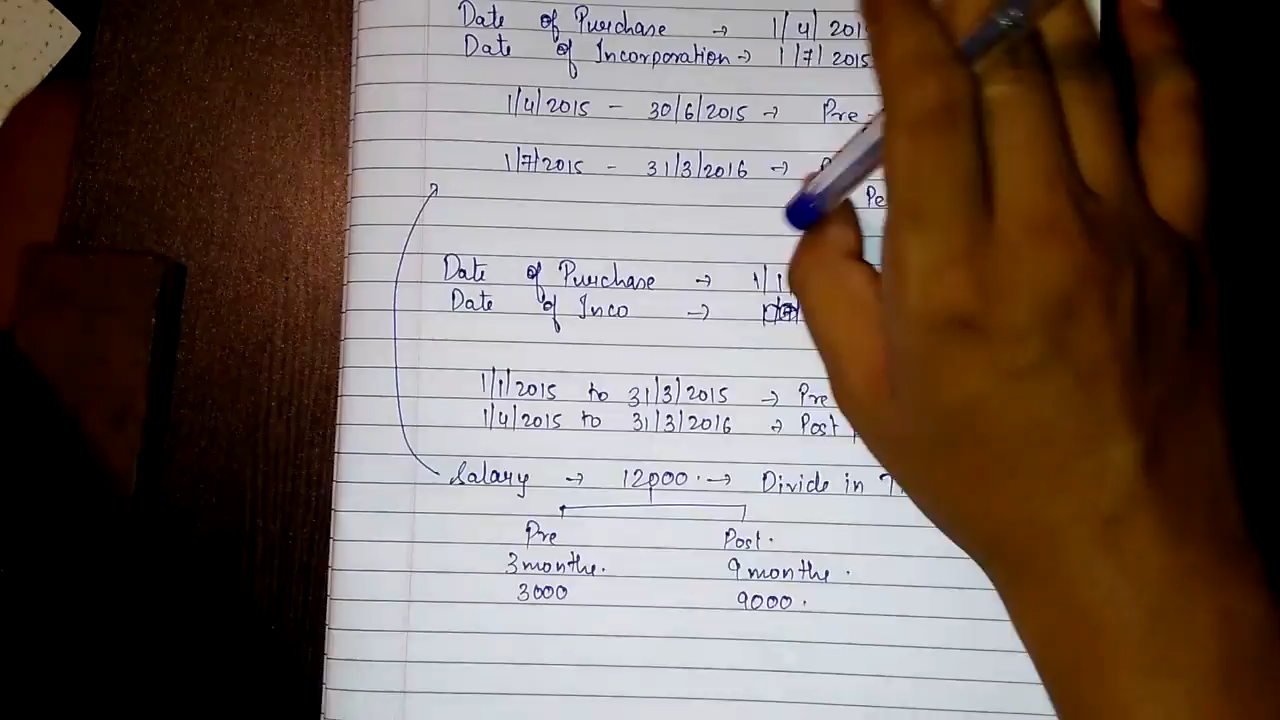 Date of Purchase → 1/4/201
Date of Incorporation → 1/7/2015
1/4/2015 - 30/6/2015 → Pre -
1/7/2015 - 31/3/2016 →
Pe
Date of Purchase → 1/1
Date of Inco →
1/1/2015 to 31/3/2015 → Pre
1/4/2015 to 31/3/2016 → Post
Salary → 12000. → Divide in
Pre Post.
3 months. 9 months.
3000 9000.